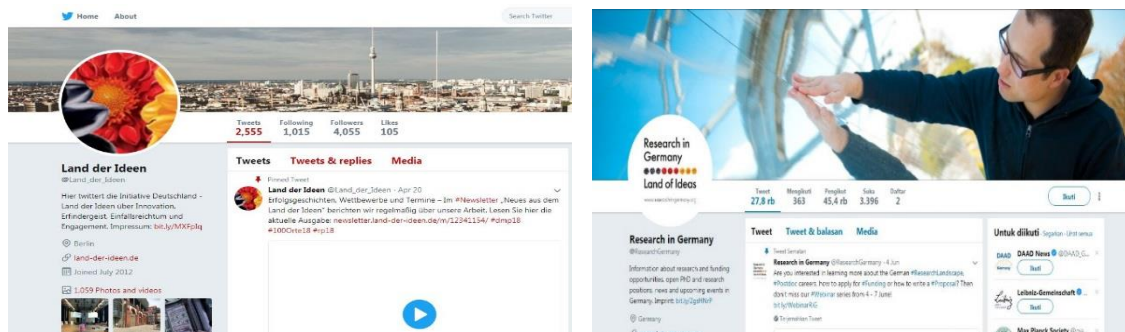 Home About
Search Twitter
Tweets Following Followers Likes
2,555 1,015 4,055 105
Land der Ideen
@Land_der_Ideen
Hier twittert die Initiative Deutschland -
Land der Ideen über Innovation,
Erfindergeist, Einfallsreichtum und
Engagement. Impressum: bit.ly/MXFpIq
Berlin
land-der-ideen.de
Joined July 2012
1.059 Photos and videos
Tweets Tweets & replies Media
Pinned Tweet
Land der Ideen @Land_der_Ideen - Apr 20
Erfolgsgeschichten, Wettbewerbe und Termine – Im #Newsletter „Neues aus dem
Land der Ideen" berichten wir regelmäßig über unsere Arbeit. Lesen Sie hier die
aktuelle Ausgabe: newsletter.land-der-ideen.de/m/12341154/ #dmp18
#100Orte18 #rp18
Research in
Germany
Land of Ideas
Tweet Mengikuti Pengikut Suka Daftar
27,8 rb 363 45,4 rb 3.396 2
Ikuti
Research in Germany
@ResearchGermany
Information about research and funding
opportunities, open PhD and research
positions, news and upcoming events in
Germany. Imprint:
Germany
Tweet Tweet & balasan Media
Tweet Sematan
Research in Germany @ResearchGermany - 4 Jun
Are you interested in learning more about the German #ResearchLandscape,
#Postdoc careers, how to apply for #Funding or how to write a #Proposal? Then
don't miss our #Webinar series from 4 - 7 June!
bit.ly/WebinarRiG
Terjemahkan Tweet
Untuk diikuti · Segarkan · Lihat semua
DAAD DAAD News @DAAD_G...
Ikuti
Leibniz-Gemeinschaft
Ikuti
Max Planck Society